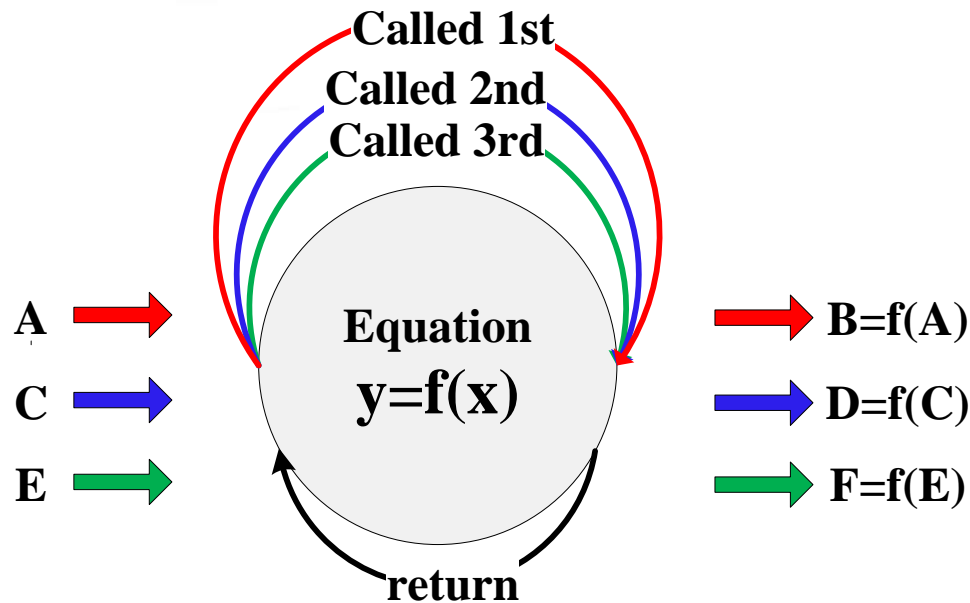 Called 1st
Called 2nd
Called 3rd
A
Equation
B=f(A)
C
y=f(x)
D=f(C)
E
F=f(E)
return